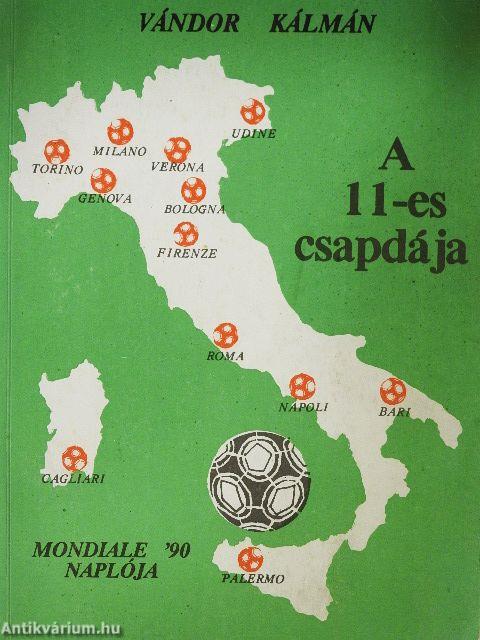 VÁNDOR KÁLMÁN
A
11-es
csapdája
UDINE
MILANO
TORINO
VERONA
GENOVA
BOLOGNA
FIRENZE
ROMA
NAPOLI
BARI
CAGLIARI
MONDIALE '90
NAPLÓJA
PALERMO
Antikvárium.hu